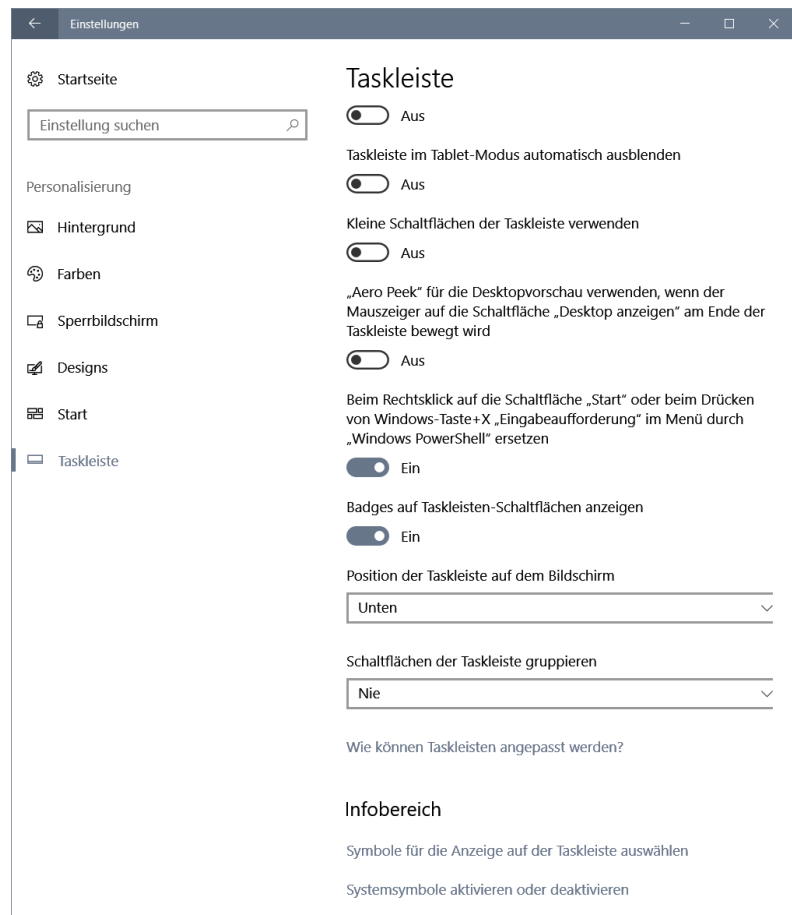 Einstellungen
Startseite
Einstellung suchen
Personalisierung
Hintergrund
Farben
Sperrbildschirm
Designs
Start
Taskleiste
Taskleiste
Aus
Taskleiste im Tablet-Modus automatisch ausblenden
Aus
Kleine Schaltflächen der Taskleiste verwenden
Aus
„Aero Peek“ für die Desktopvorschau verwenden, wenn der
Mauszeiger auf die Schaltfläche „Desktop anzeigen“ am Ende der
Taskleiste bewegt wird
Aus
Beim Rechtsklick auf die Schaltfläche „Start“ oder beim Drücken
von Windows-Taste+X „Eingabeaufforderung“ im Menü durch
„Windows PowerShell“ ersetzen
Ein
Badges auf Taskleisten-Schaltflächen anzeigen
Ein
Position der Taskleiste auf dem Bildschirm
Unten
Schaltflächen der Taskleiste gruppieren
Nie
Wie können Taskleisten angepasst werden?
Infobereich
Symbole für die Anzeige auf der Taskleiste auswählen
Systemsymbole aktivieren oder deaktivieren